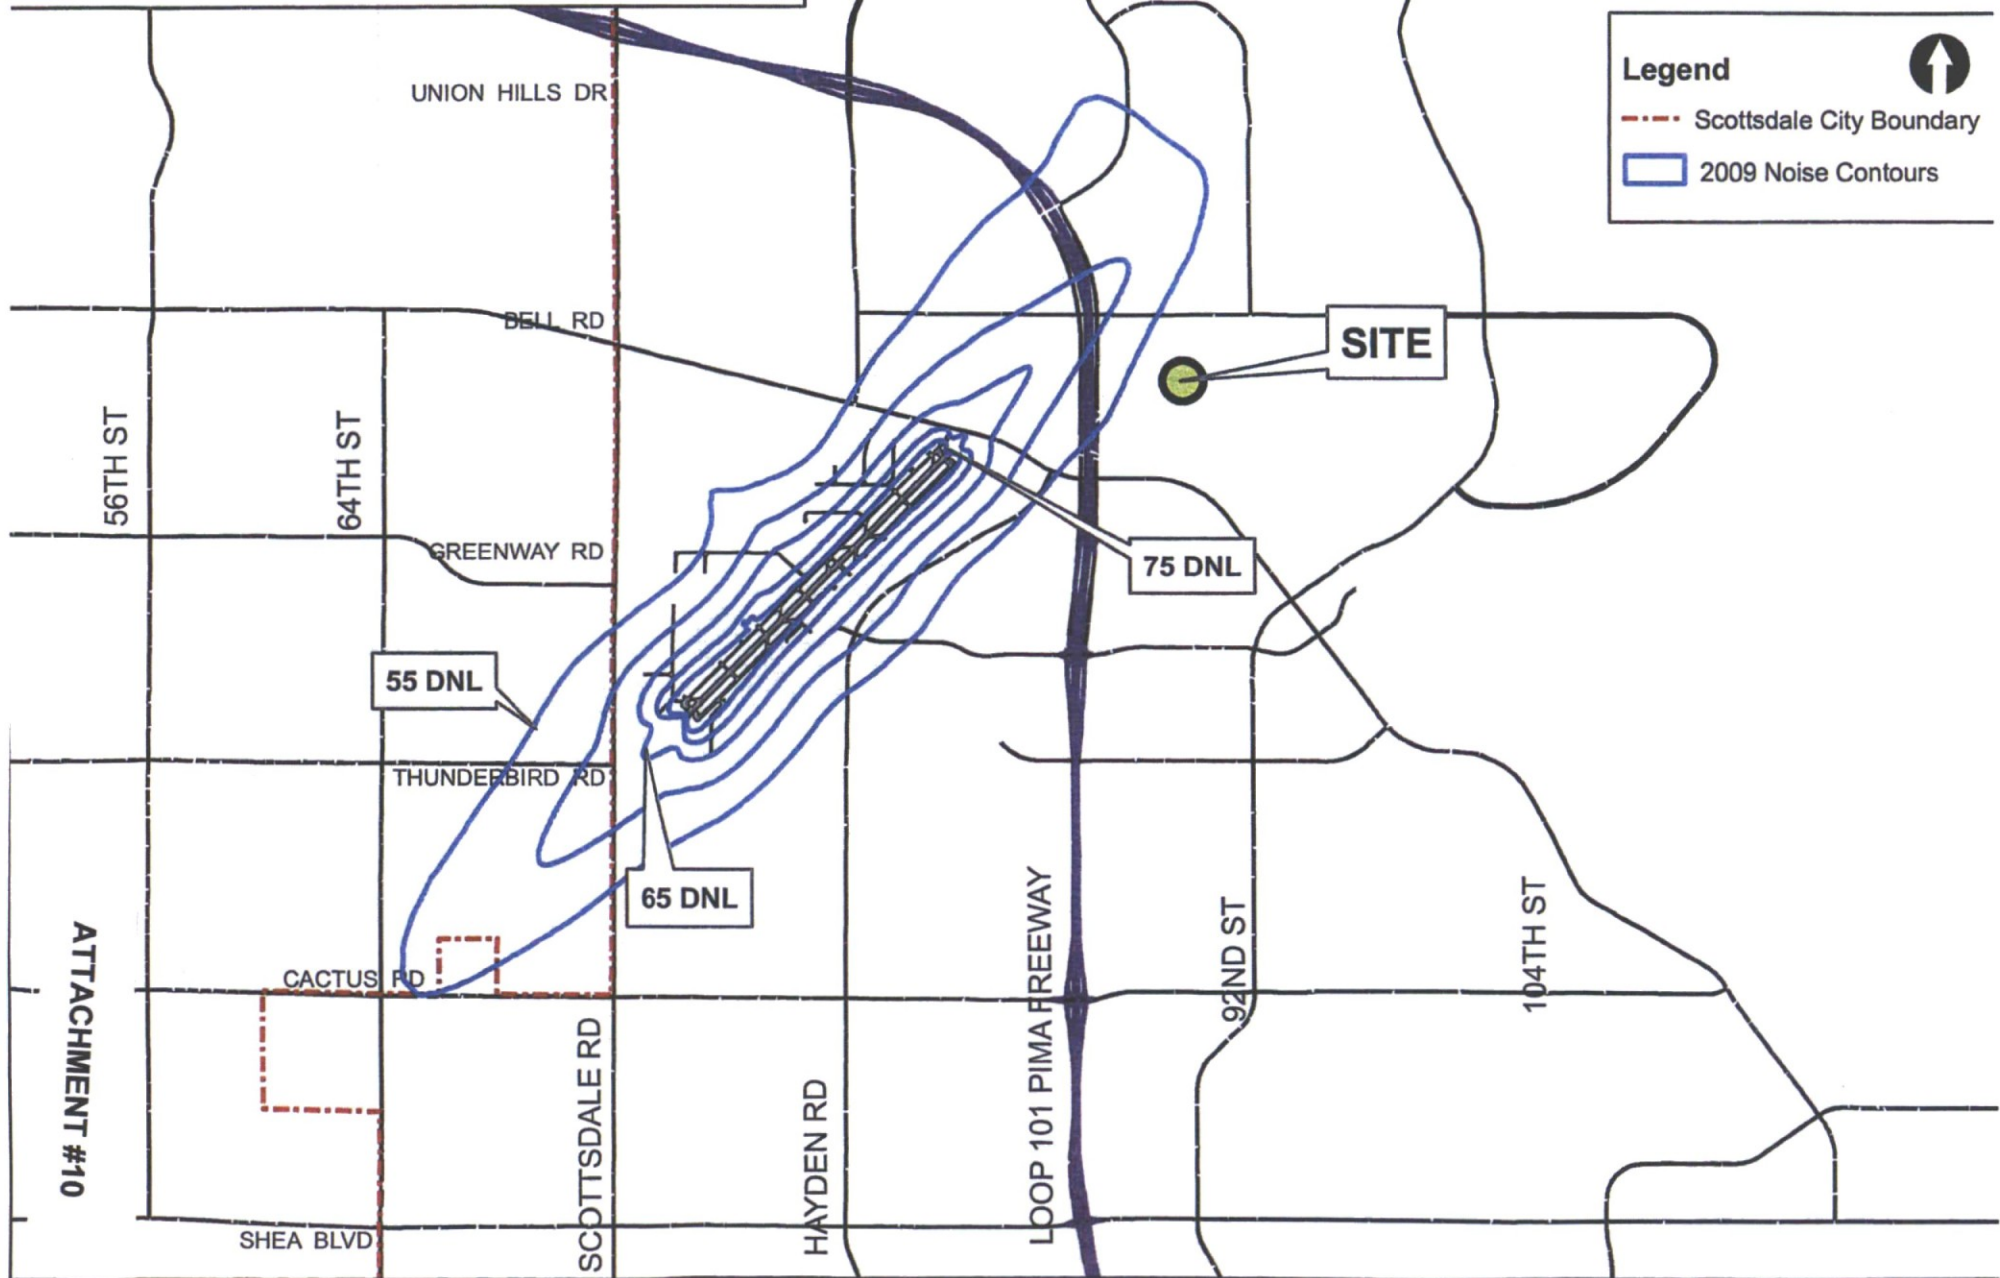 Legend
Scottsdale City Boundary
2009 Noise Contours
UNION HILLS DR
BELL RD
SITE
56TH ST
64TH ST
GREENWAY RD
75 DNL
55 DNL
THUNDERBIRD RD
65 DNL
CACTUS RD
ATTACHMENT #10
SCOTTSDALE RD
HAYDEN RD
LOOP 101 PIMA FREEWAY
92ND ST
104TH ST
SHEA BLVD